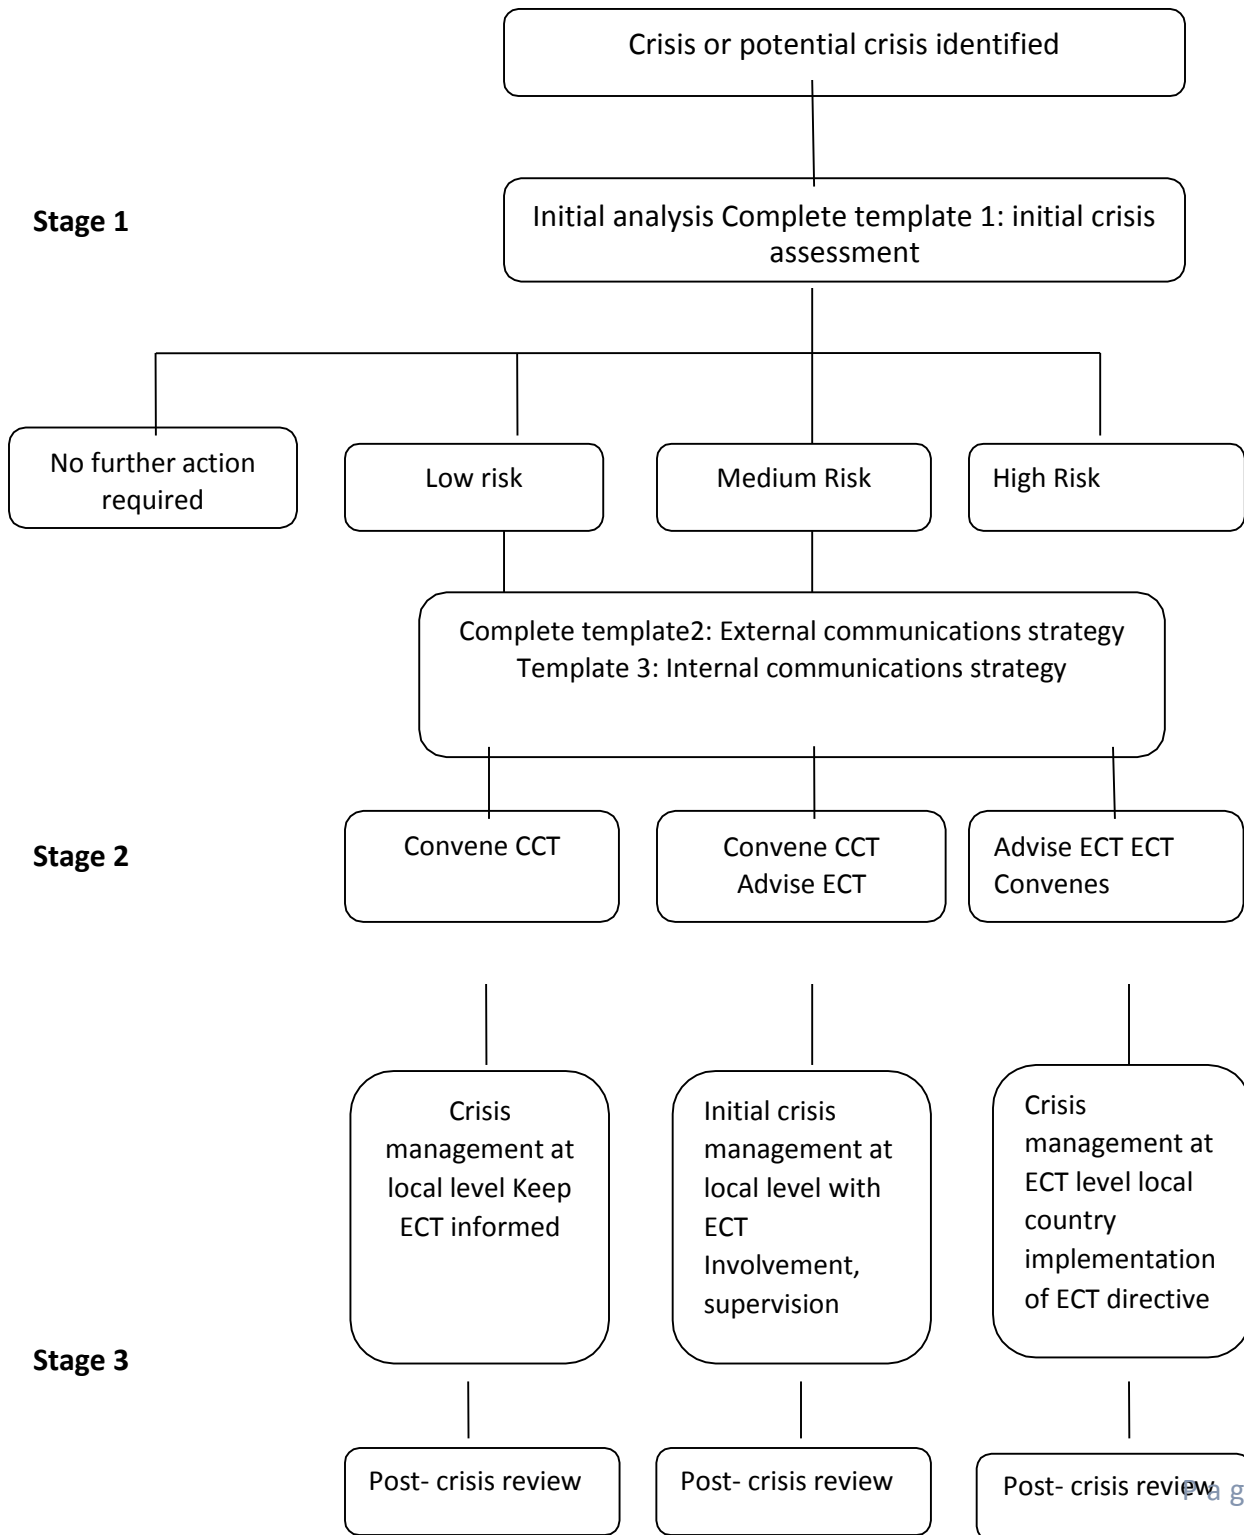 Crisis or potential crisis identified
Stage 1
Initial analysis Complete template 1: initial crisis
assessment
No further action
required
Low risk
Medium Risk
High Risk
Complete template2: External communications strategy
Template 3: Internal communications strategy
Stage 2
Convene CCT
Convene CCT
Advise ECT
Advise ECT ECT
Convenes
Crisis
management at
local level Keep
ECT informed
Initial crisis
management at
local level with
ECT
Involvement,
supervision
Crisis
management at
ECT level local
country
implementation
of ECT directive
Stage 3
Post- crisis review
Post- crisis review
Post- crisis review
P a g